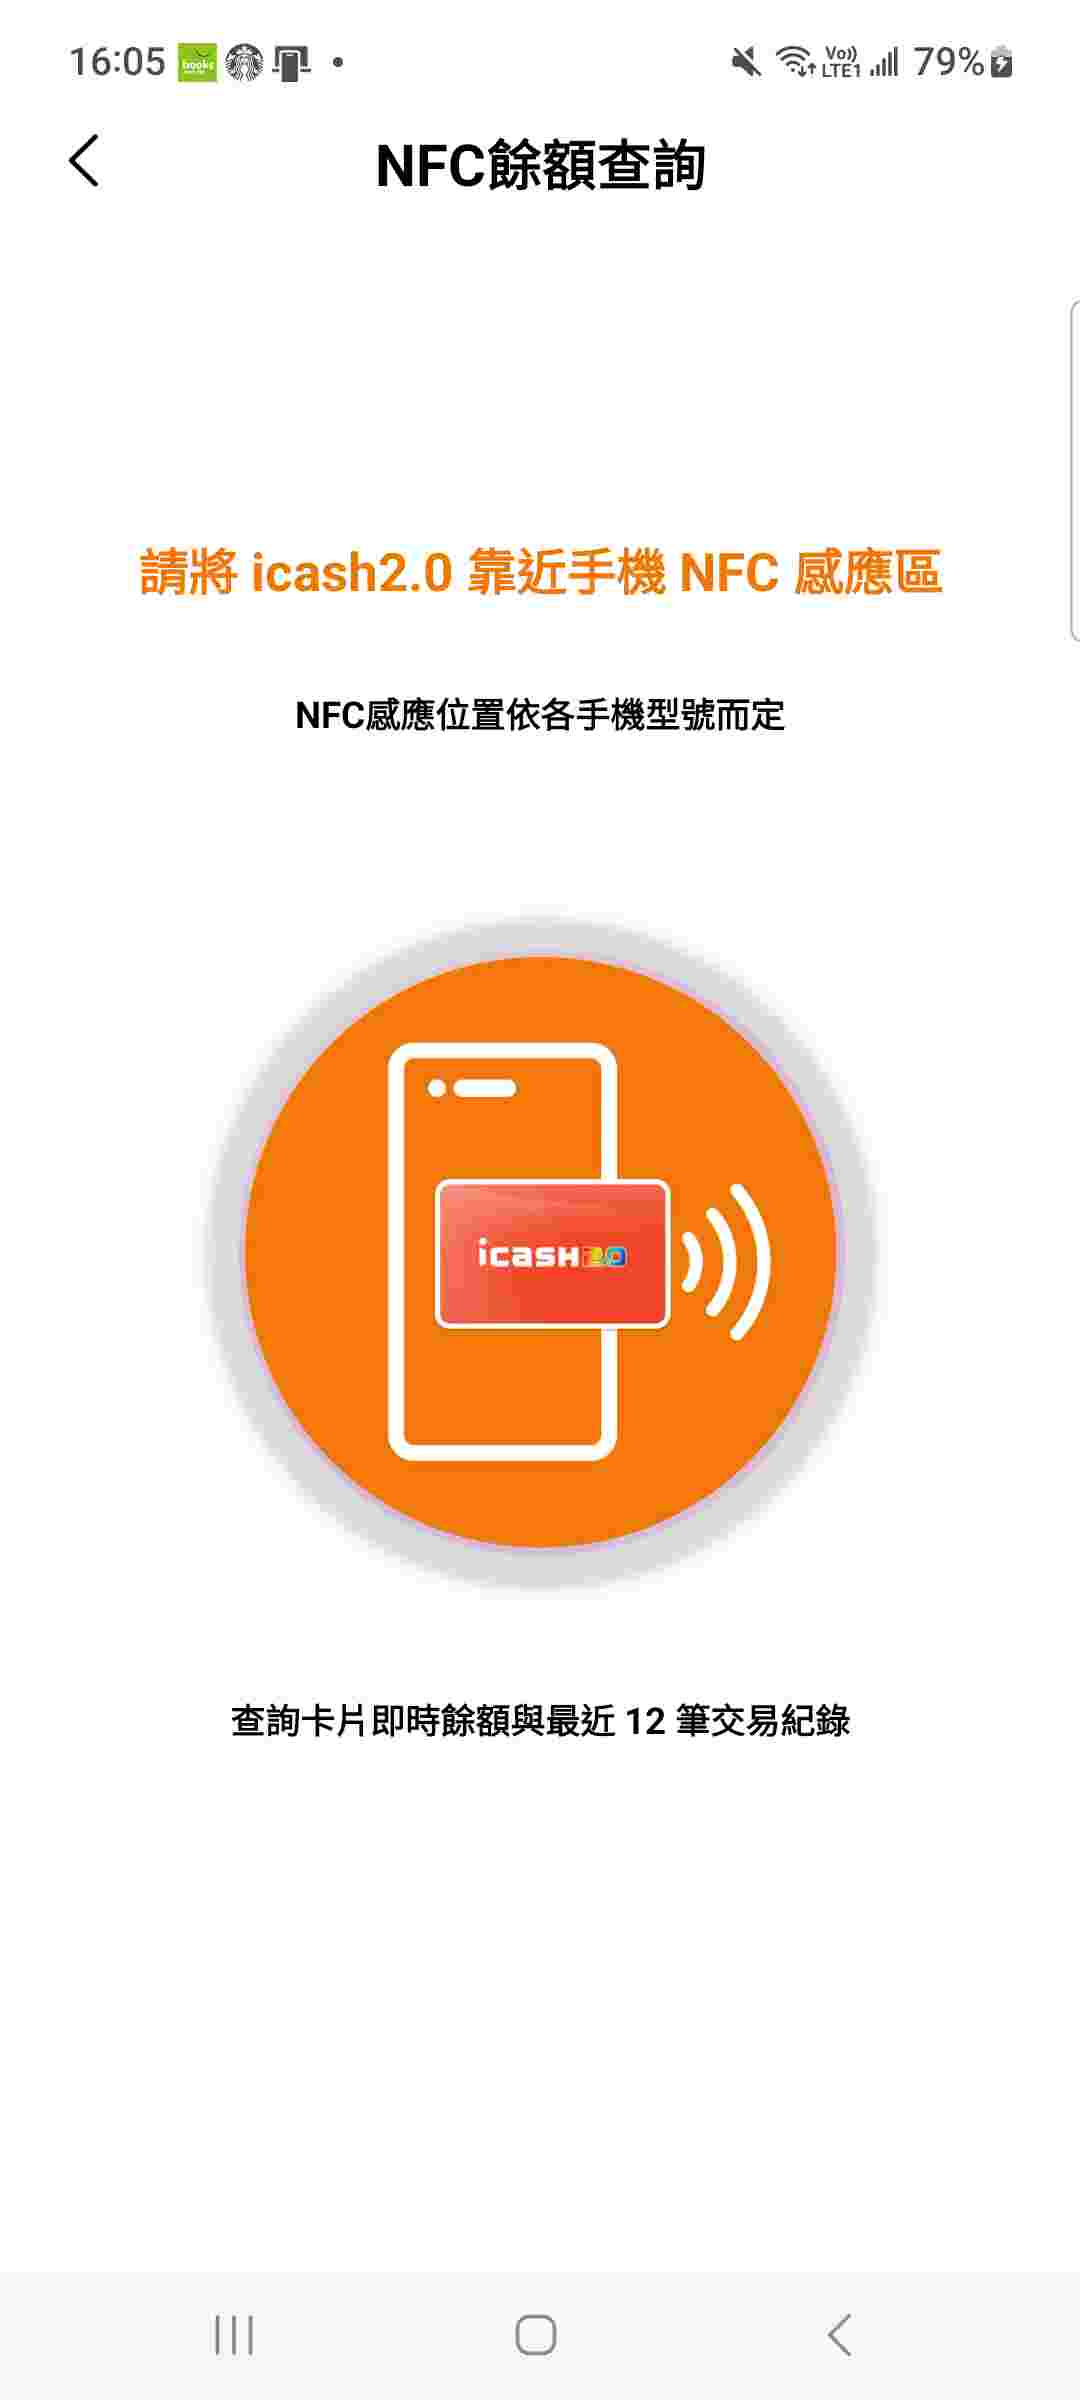 16:05 books Vo)) LTE1 79%
NFC餘額查詢
請將 icash2.0 靠近手機 NFC 感應區
NFC感應位置依各手機型號而定
icash2.0
查詢卡片即時餘額與最近 12 筆交易紀錄